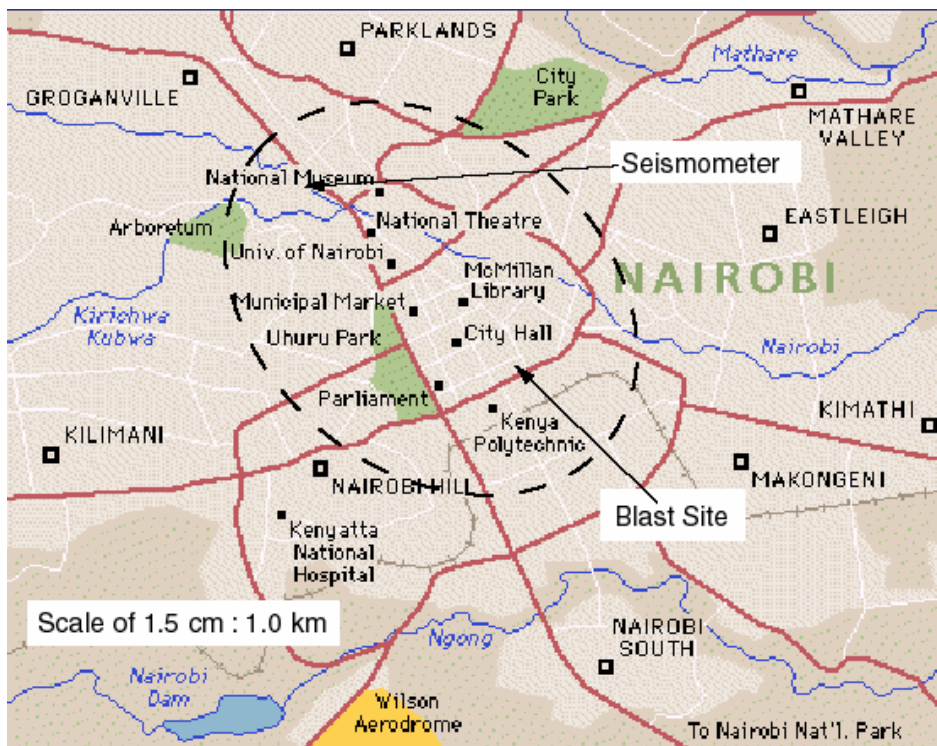 PARKLANDS
GROGANVILLE
City
Park
Mathare
MATHARE
VALLEY
Seismometer
National Museum
National Theatre
Arboretum
Univ. of Nairobi
EASTLEIGH
NAIROBI
McMillan
Library
Municipal Market
Kirichwa
Kubwa
Uhuru Park
City Hall
Nairobi
Parliament
Kenya
Polytechnic
KIMATHI
KILIMANI
NAIROBI HILL
MAKONGENI
Blast Site
Kenyatta
National
Hospital
Scale of 1.5 cm : 1.0 km
Ngong
NAIROBI
SOUTH
Nairobi
Dam
Wilson
Aerodrome
To Nairobi Nat'l. Park